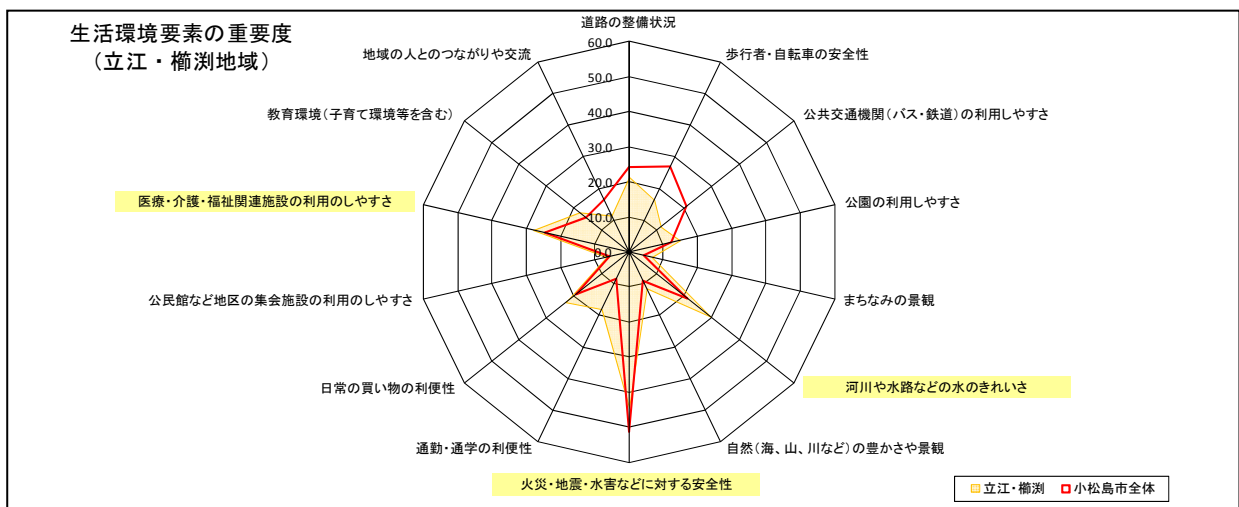 生活環境要素の重要度
（立江・櫛渕地域）
道路の整備状況
60.0
50.0
40.0
30.0
20.0
10.0
0.0
歩行者・自転車の安全性
公共交通機関（バス・鉄道）の利用しやすさ
公園の利用しやすさ
まちなみの景観
河川や水路などの水のきれいさ
自然（海、山、川など）の豊かさや景観
火災・地震・水害などに対する安全性
通勤・通学の利便性
日常の買い物の利便性
公民館など地区の集会施設の利用のしやすさ
医療・介護・福祉関連施設の利用のしやすさ
教育環境（子育て環境等を含む）
地域の人とのつながりや交流
立江・櫛渕
小松島市全体